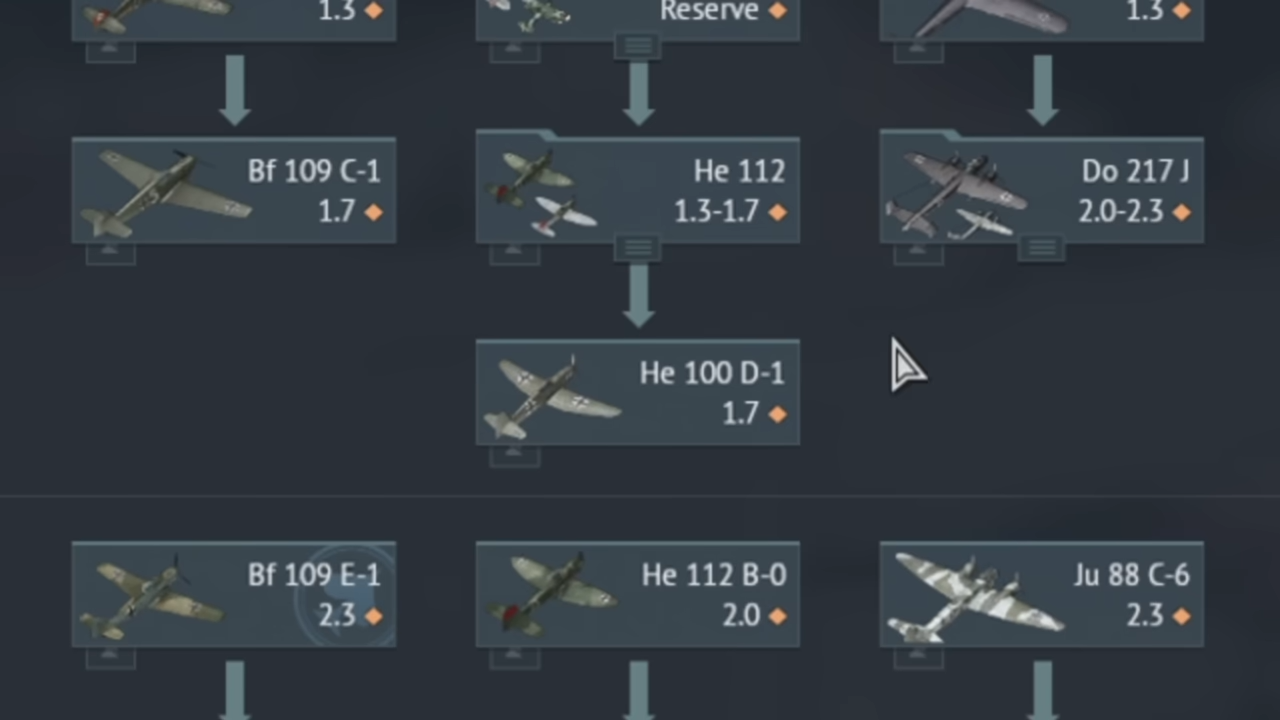 1.3
Reserve
1.3
Bf 109 C-1
1.7
He 112
1.3-1.7
Do 217 J
2.0-2.3
He 100 D-1
1.7
Bf 109 E-1
2.3
He 112 B-0
2.0
Ju 88 C-6
2.3